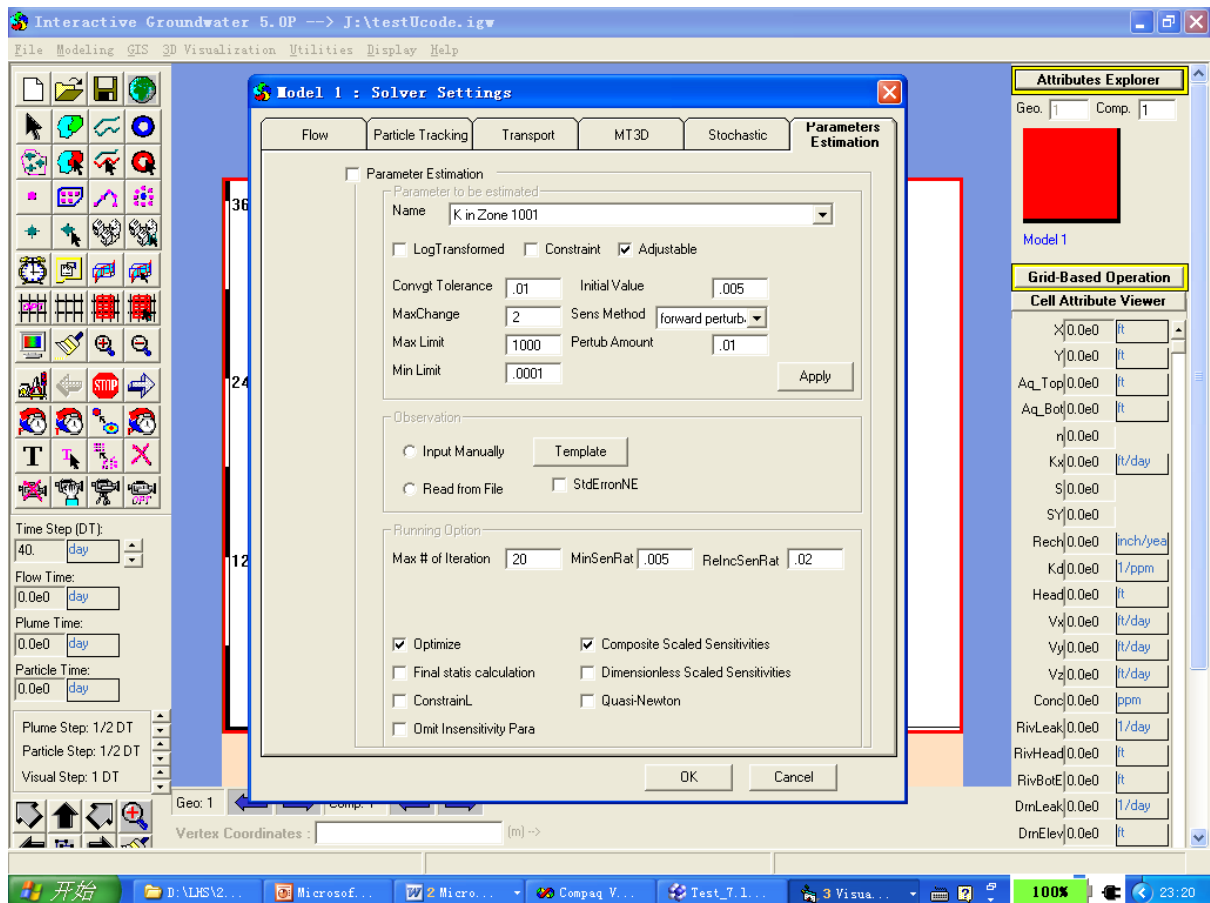 Interactive Groundwater 5.0P --> J:\testUcode.igw
File Modeling GIS 3D Visualization Utilities Display Help
Model 1 : Solver Settings
Flow
Particle Tracking
Transport
MT3D
Stochastic
Parameters Estimation
Parameter Estimation
Parameter to be estimated
Name K in Zone 1001
LogTransformed Constraint Adjustable
Convgt Tolerance .01 Initial Value .005
MaxChange 2 Sens Method forward perturb.
Max Limit 1000 Pertub Amount .01
Min Limit .0001
Apply
Observation
Input Manually Template
Read from File StdErronNE
Running Option
Max # of Iteration 20 MinSenRat .005 ReIncSenRat .02
Optimize Composite Scaled Sensitivities
Final statis calculation Dimensionless Scaled Sensitivities
ConstrainL Quasi-Newton
Omit Insensitivity Para
OK Cancel
36
24
12
T
STOP
OPT
Time Step (DT):
40. day
Flow Time:
0.0e0 day
Plume Time:
0.0e0 day
Particle Time:
0.0e0 day
Plume Step: 1/2 DT
Particle Step: 1/2 DT
Visual Step: 1 DT
Geo: 1
Comp: 1
Vertex Coordinates : (m) -->
Attributes Explorer
Geo. 1 Comp. 1
Model 1
Grid-Based Operation
Cell Attribute Viewer
X 0.0e0 ft
Y 0.0e0 ft
Aq_Top 0.0e0 ft
Aq_Bot 0.0e0 ft
n 0.0e0
Kx 0.0e0 ft/day
S 0.0e0
SY 0.0e0
Rech 0.0e0 inch/yea
Kd 0.0e0 1/ppm
Head 0.0e0 ft
Vx 0.0e0 ft/day
Vy 0.0e0 ft/day
Vz 0.0e0 ft/day
Conc 0.0e0 ppm
RivLeak 0.0e0 1/day
RivHead 0.0e0 ft
RivBotE 0.0e0 ft
DrnLeak 0.0e0 1/day
DrnElev 0.0e0 ft
开始
D:\LHS\2...
Microsof...
2 Micro...
Compaq V...
Test_7.1...
3 Visua...
100%
23:20